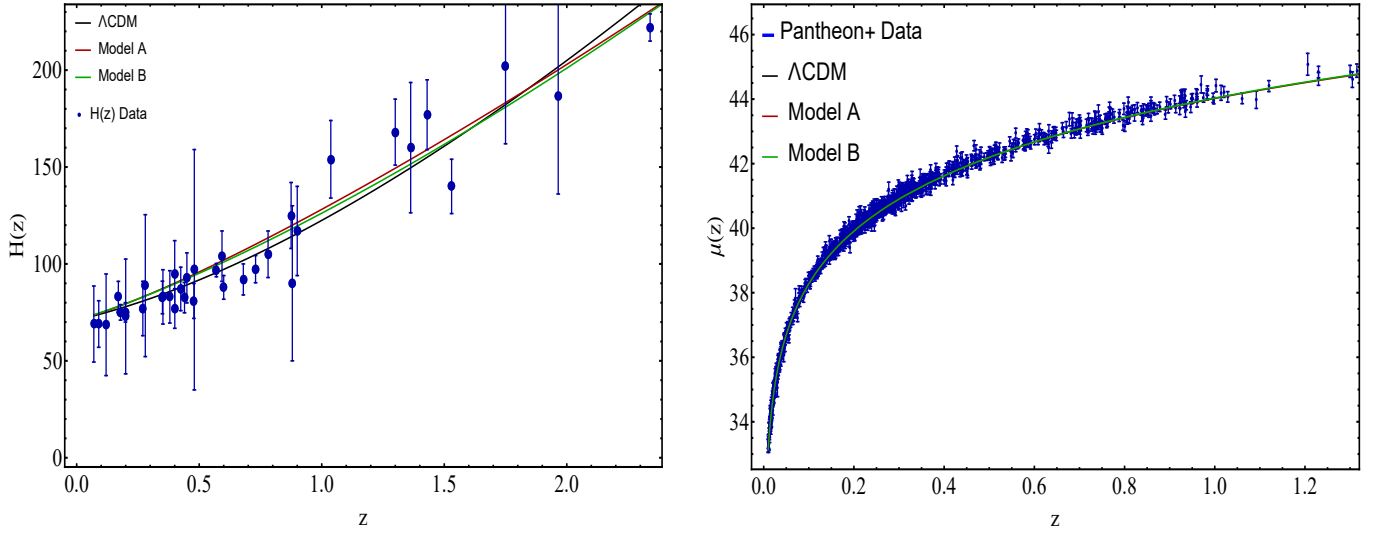 ΛCDM
Model A
Model B
H(z) Data
H(z)
200
150
100
50
0
0.0 0.5 1.0 1.5 2.0
z
Pantheon+ Data
ΛCDM
Model A
Model B
μ(z)
46
44
42
40
38
36
34
0.0 0.2 0.4 0.6 0.8 1.0 1.2
z